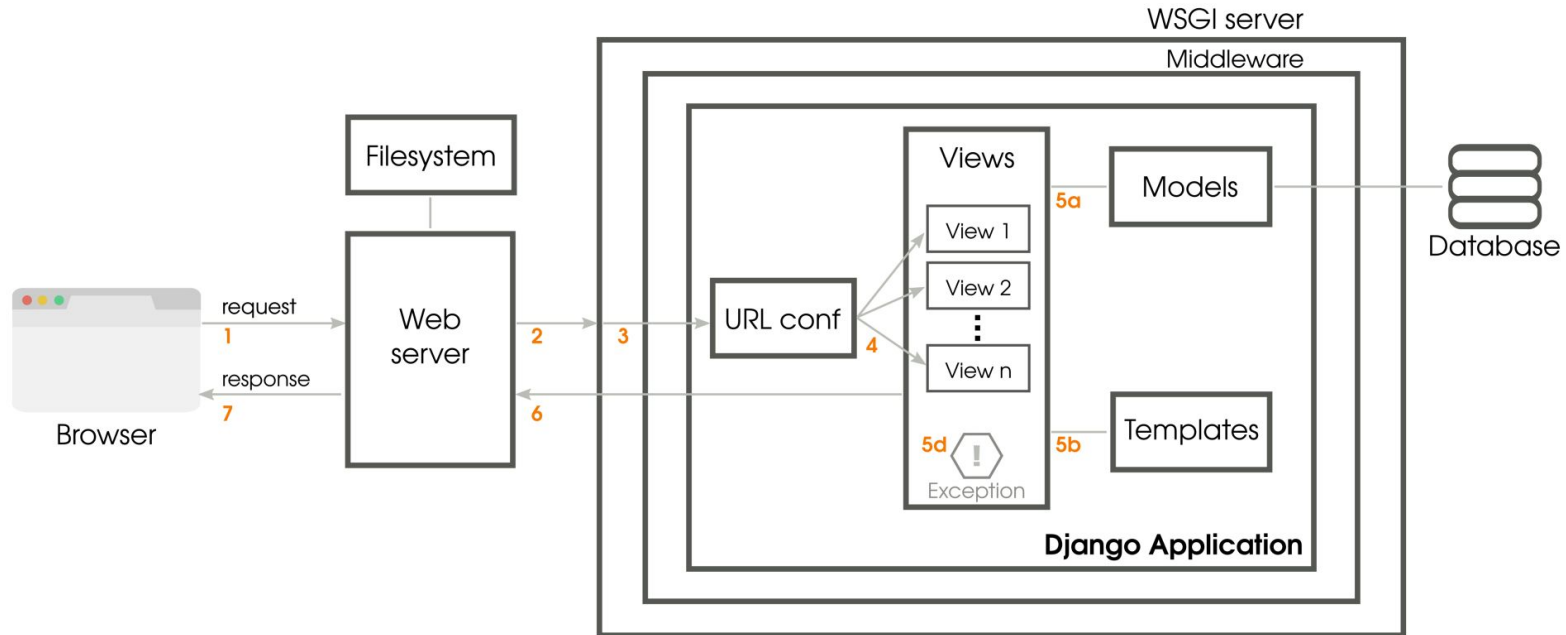 WSGI server
Middleware
Filesystem
Views
Models
5a
View 1
Database
View 2
request
Web
server
URL conf
1
2
3
4
View n
response
7
6
Browser
Templates
5d
5b
!
Exception
Django Application